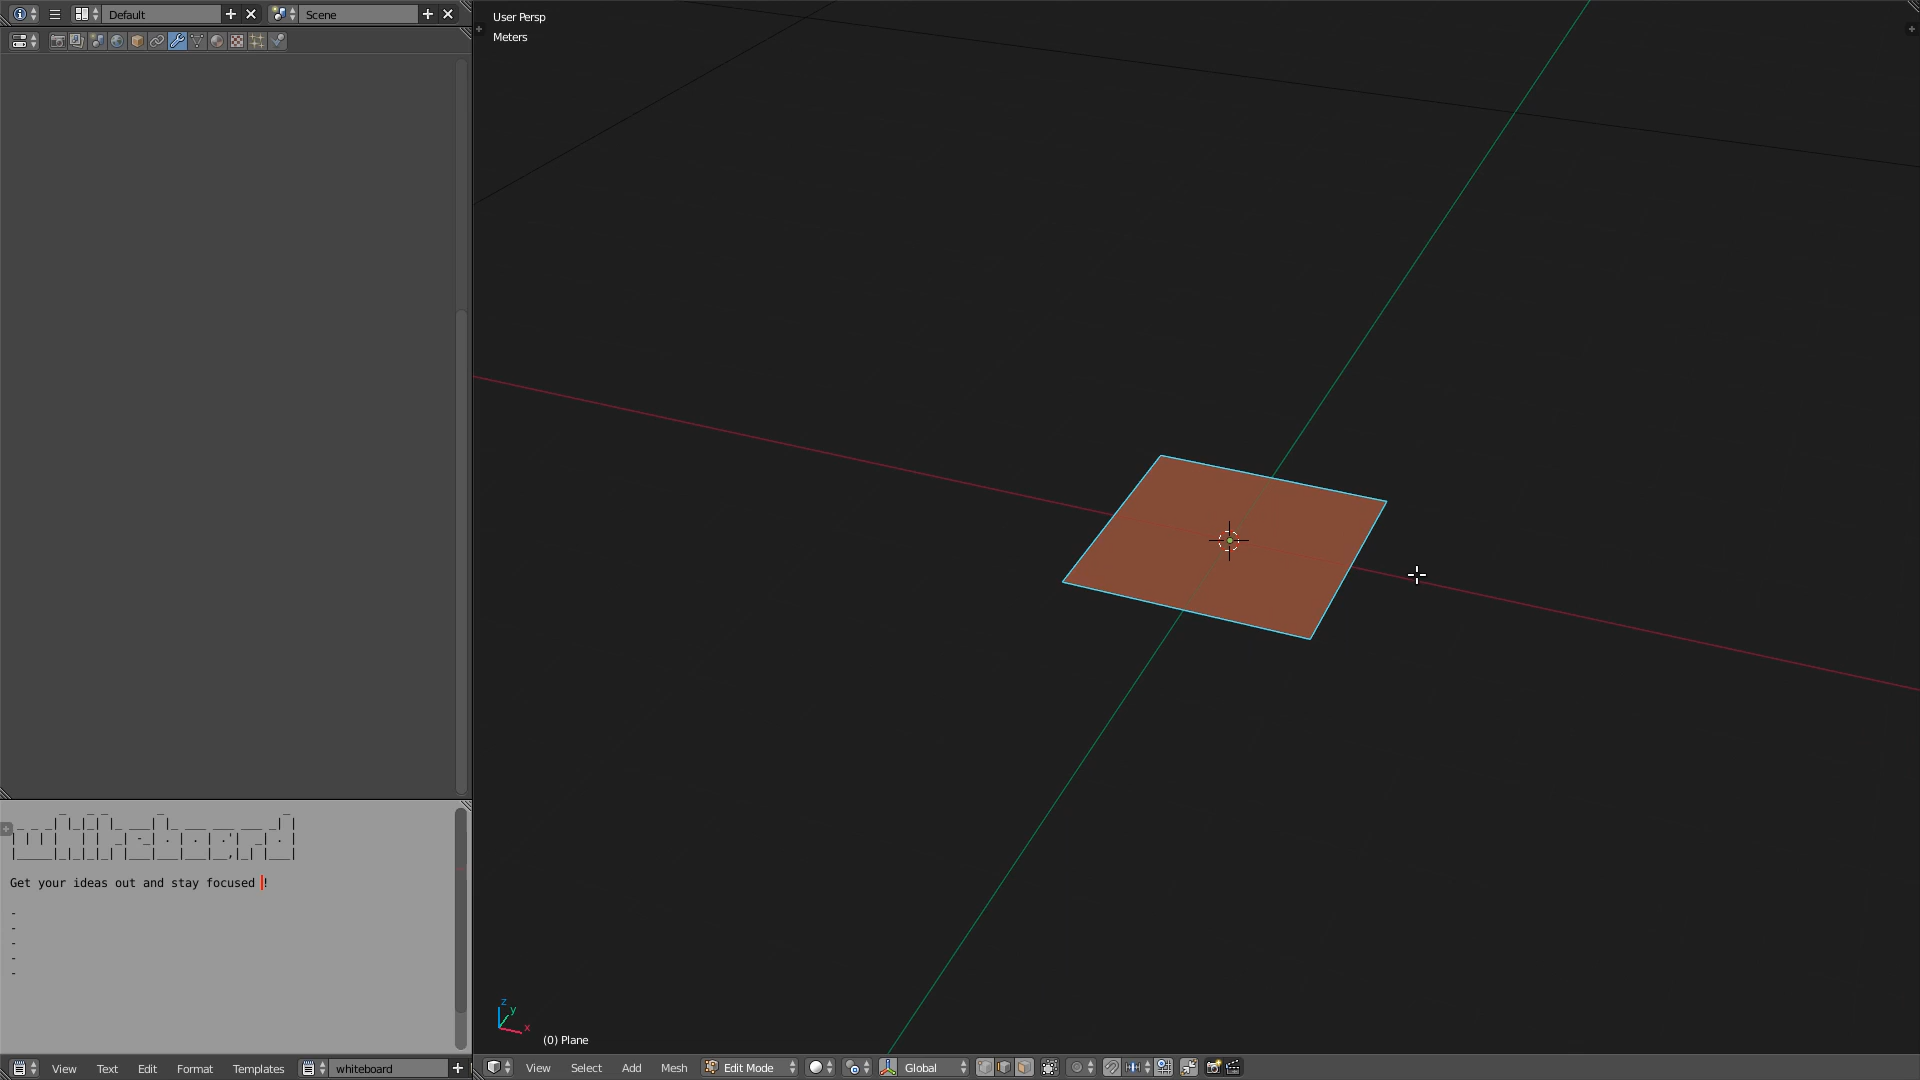 Default
Scene
User Persp
Meters
whiteboard
Get your ideas out and stay focused !
-
-
-
-
-
z
y
x
(0) Plane
View Text Edit Format Templates whiteboard
View Select Add Mesh Edit Mode Global